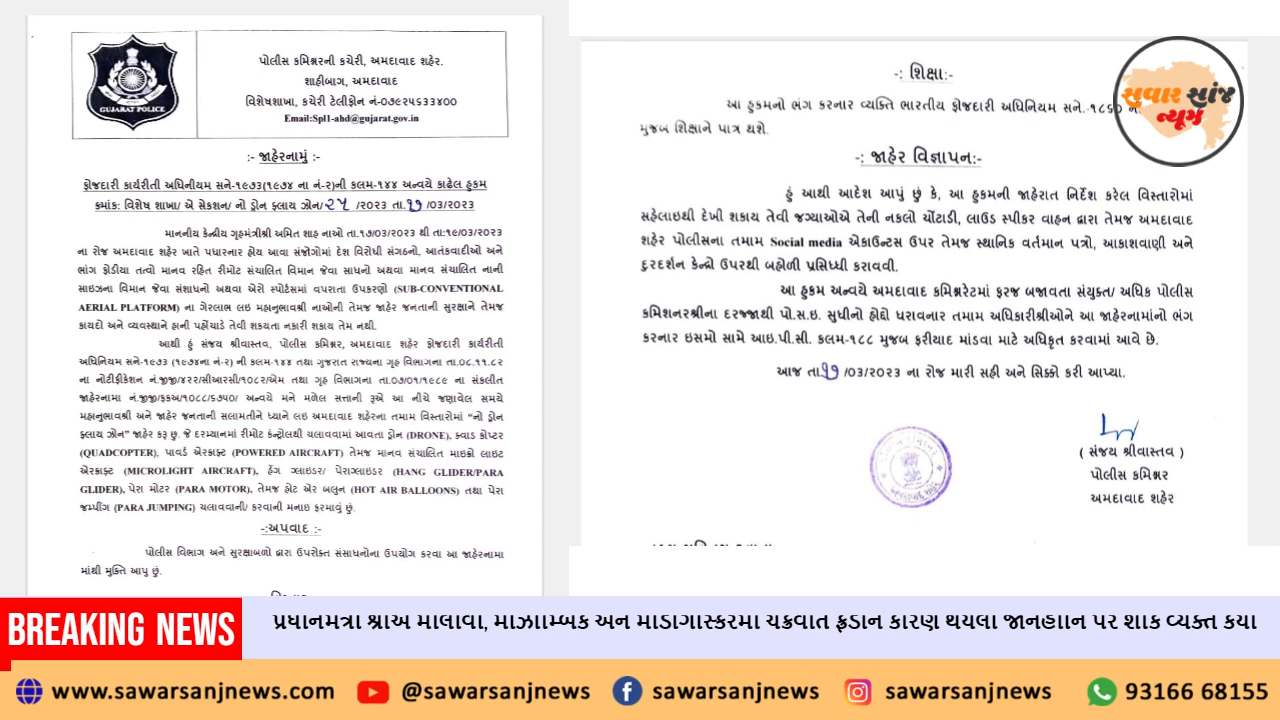 GUJARAT POLICE
પોલીસ કમિશ્નરની કચેરી, અમદાવાદ શહેર.
શાહીબાગ, અમદાવાદ
વિશેષશાખા, કચેરી ટેલીફોન નં-૦૭૯૨૫૬૩૩૪૦૦
Email:Spl1-ahd@gujarat.gov.in
:- જાહેરનામું :-
ફોજદારી કાર્યરીતી અધિનીયમ સને-૧૯૭૩(૧૯૭૪ ના નં-૨)ની કલમ-૧૪૪ અન્વયે કાઢેલ હુકમ
ક્માંક: વિશેષ શાખા/ એ સેકશન/ નો ડ્રોન ફ્લાય ઝોન/૨૫ /૨૦૨૩ તા.૧૭ /૦૩/૨૦૨૩
માનનીય કેન્દ્રીય ગૃહમંત્રીશ્રી અમિત શાહ નાઓ તા.૧૭/૦૩/૨૦૨૩ થી તા:૧૯/૦૩/૨૦૨૩
ના રોજ અમદાવાદ શહેર ખાતે પધારનાર હોય આવા સંજોગોમાં દેશ વિરોધી સંગઠનો, આતંકવાદીઓ અને
ભાંગ ફોડીયા તત્વો માનવ રહિત રીમોટ સંચાલિત વિમાન જેવા સાધનો અથવા માનવ સંચાલિત નાની
સાઇઝના વિમાન જેવા સંશાધનો અથવા એરો સ્પોર્ટસમાં વપરાતા ઉપકરણો (SUB-CONVENTIONAL
AERIAL PLATFORM) ના ગેરલાભ લઇ મહાનુભાવશ્રી નાઓની તેમજ જાહેર જનતાની સુરક્ષાને તેમજ
કાયદો અને વ્યવસ્થાને હાની પહોંચાડે તેવી શકયતા નકારી શકાય તેમ નથી.
આથી હું સંજય શ્રીવાસ્તવ, પોલીસ કમિશ્નર, અમદાવાદ શહેર ફોજદારી કાર્યરીતી
અધિનિયમ સને-૧૯૭૩ (૧૯૭૪ના નં-૨) ની કલમ-૧૪૪ તથા ગુજરાત રાજ્યના ગૃહ વિભાગના તા.૦૮.૧૧.૮૨
ના નોટીફીકેશન નં.જીજી/૪૨૨/સીઆરસી/૧૦૮૨/એમ તથા ગૃહ વિભાગના તા.૦૭/૦૧/૧૯૮૯ ના સંકલીત
જાહેરનામા નં.જીજી/ફકઅ/૧૦૮૮/૬૭૫૦/ અન્વયે મને મળેલ સત્તાની રૂએ આ નીચે જણાવેલ સમયે
મહાનુભાવશ્રી અને જાહેર જનતાની સલામતીને ધ્યાને લઇ અમદાવાદ શહેરના તમામ વિસ્તારોમાં “નો ડ્રોન
ફ્લાય ઝોન” જાહેર કરૂ છુ. જે દરમ્યાનમાં રીમોટ કંન્ટ્રોલથી ચલાવવામાં આવતા ડ્રોન (DRONE), ક્વાડ કોપ્ટર
(QUADCOPTER), પાવર્ડ એરક્રાફ્ટ (POWERED AIRCRAFT) તેમજ માનવ સંચાલિત માઇક્રો લાઇટ
એરક્રાફ્ટ (MICROLIGHT AIRCRAFT), હેંગ ગ્લાઇડર/ પેરાગ્લાઇડર (HANG GLIDER/PARA
GLIDER), પેરા મોટર (PARA MOTOR), તેમજ હોટ એર બલુન (HOT AIR BALLOONS) તથા પેરા
જમ્પીંગ (PARA JUMPING) ચલાવવાની/ કરવાની મનાઇ ફરમાવું છું.
-:અપવાદ :-
પોલીસ વિભાગ અને સુરક્ષાબળો દ્વારા ઉપરોક્ત સંસાધનોના ઉપયોગ કરવા આ જાહેરનામા
માંથી મુક્તિ આપુ છું.
-: શિક્ષા:-
આ હુકમનો ભંગ કરનાર વ્યક્તિ ભારતીય ફોજદારી અધિનિયમ સને. ૧૮૬૦
મુજબ શિક્ષાને પાત્ર થશે.
-: જાહેર વિજ્ઞાપન:-
હું આથી આદેશ આપું છું કે, આ હુકમની જાહેરાત નિર્દેશ કરેલ વિસ્તારોમાં
સહેલાઇથી દેખી શકાય તેવી જગ્યાઓએ તેની નકલો ચોંટાડી, લાઉડ સ્પીકર વાહન દ્વારા તેમજ અમદાવાદ
શહેર પોલીસના તમામ Social media એકાઉન્ટસ ઉપર તેમજ સ્થાનિક વર્તમાન પત્રો, આકાશવાણી અને
દુરદર્શન કેન્દ્રો ઉપરથી બહોળી પ્રસિધ્ધી કરાવવી.
આ હુકમ અન્વયે અમદાવાદ કમિશ્નરેટમાં ફરજ બજાવતા સંયુક્ત/ અધિક પોલીસ
કમિશનરશ્રીના દરજ્જાથી પો.સ.ઇ. સુધીનો હોદ્દો ધરાવનાર તમામ અધિકારીશ્રીઓને આ જાહેરનામાંનો ભંગ
કરનાર ઇસમો સામે આઇ.પી.સી. કલમ-૧૮૮ મુજબ ફરીયાદ માંડવા માટે અધિકૃત કરવામાં આવે છે.
આજ તા.૧૭ /૦૩/૨૦૨૩ ના રોજ મારી સહી અને સિક્કો કરી આપ્યા.
( સંજય શ્રીવાસ્તવ )
પોલીસ કમિશ્નર
અમદાવાદ શહેર
સવાર સાંજ
ન્યૂઝ
BREAKING NEWS
પ્રધાનમંત્રી શ્રીએ માલાવી, મોઝામ્બિક અને માડાગાસ્કરમાં ચક્રવાત ફ્રેડીને કારણે થયેલી જાનહાનિ પર શોક વ્યક્ત કર્યો
www.sawarsanjnews.com
@sawarsanjnews
sawarsanjnews
sawarsanjnews
93166 68155